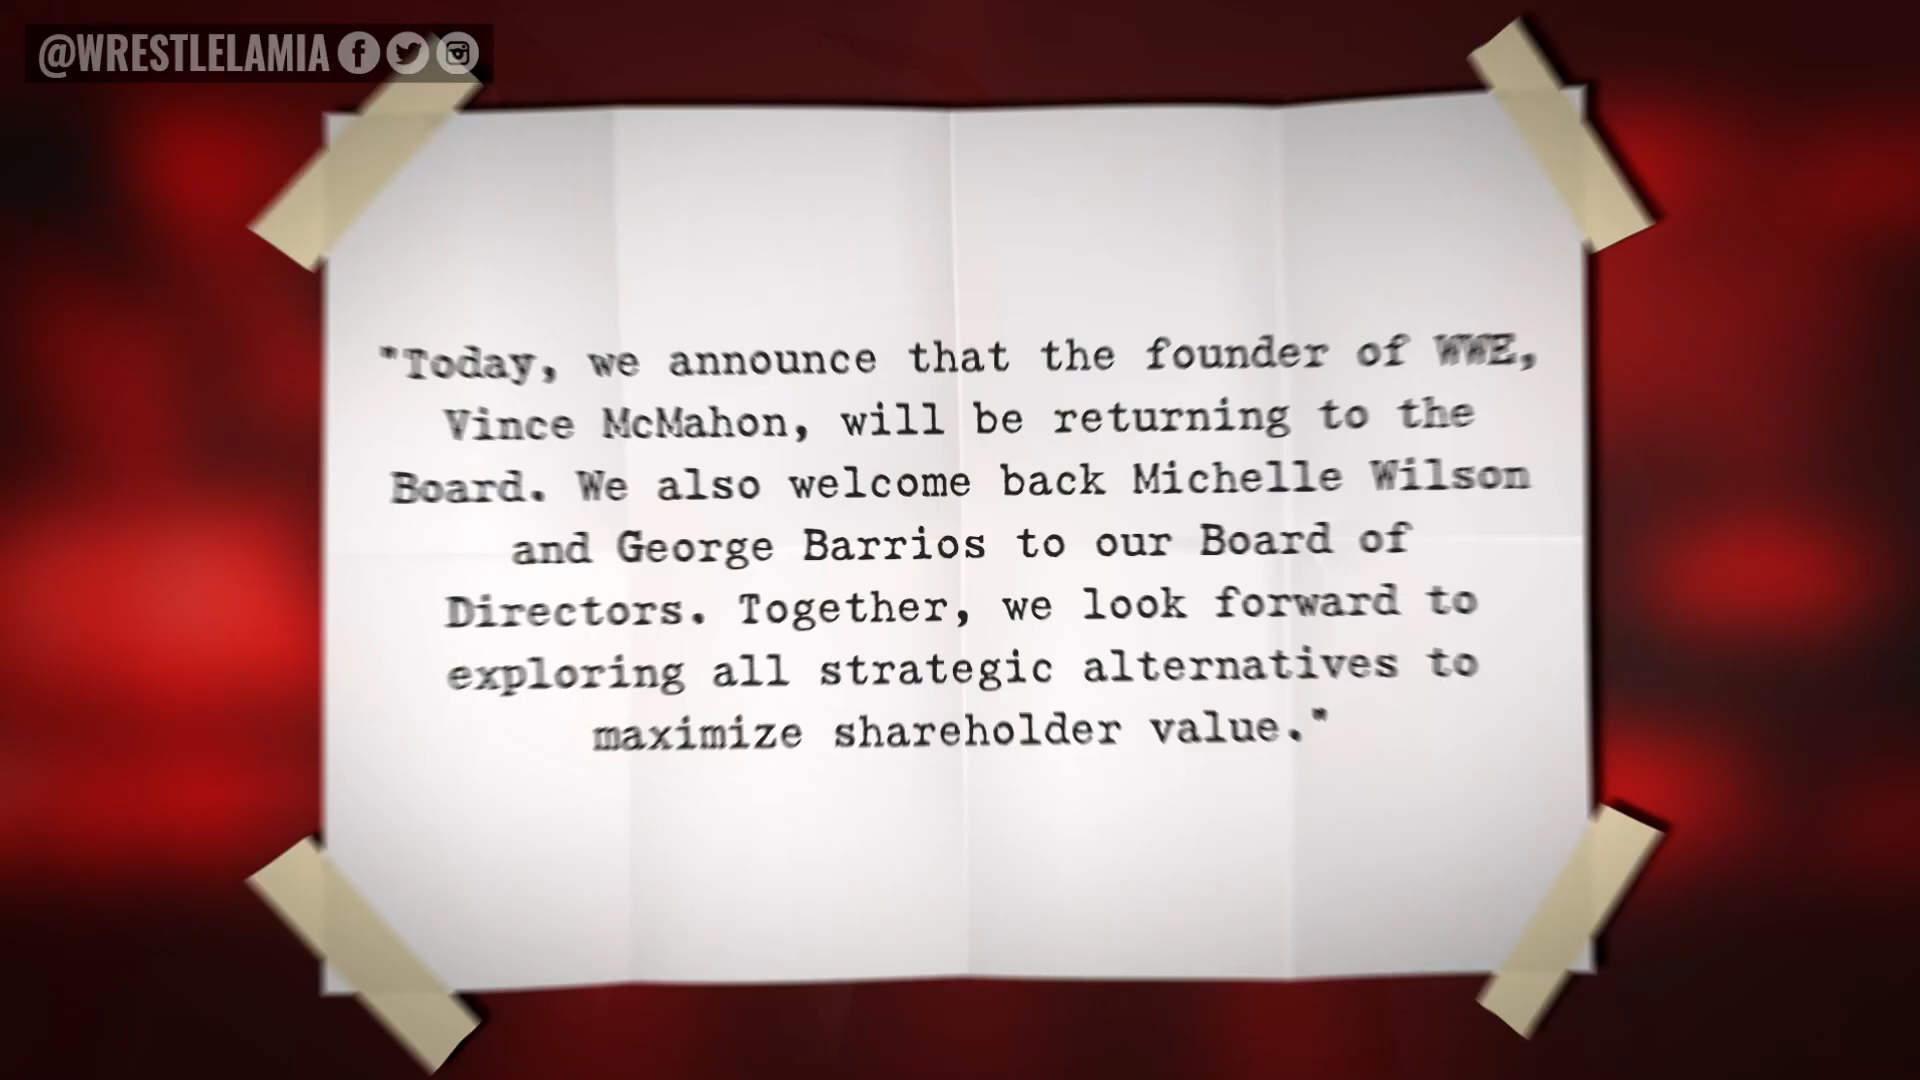 @WRESTLELAMIA
"Today, we announce that the founder of WWE,
Vince McMahon, will be returning to the
Board. We also welcome back Michelle Wilson
and George Barrios to our Board of
Directors. Together, we look forward to
exploring all strategic alternatives to
maximize shareholder value."